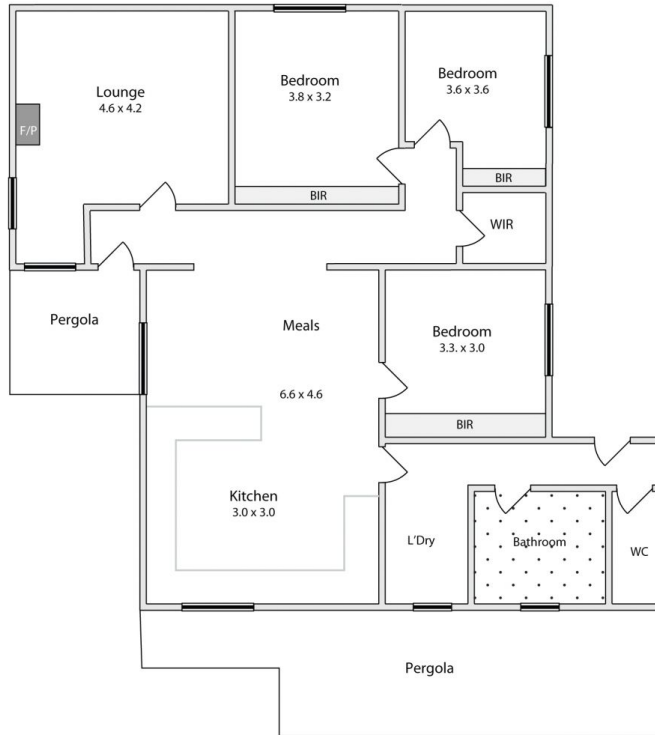 Lounge
4.6 x 4.2
F/P
Bedroom
3.8 x 3.2
BIR
Bedroom
3.6 x 3.6
BIR
WIR
Pergola
Meals
6.6 x 4.6
Bedroom
3.3. x 3.0
BIR
Kitchen
3.0 x 3.0
L'Dry
Bathroom
WC
Pergola